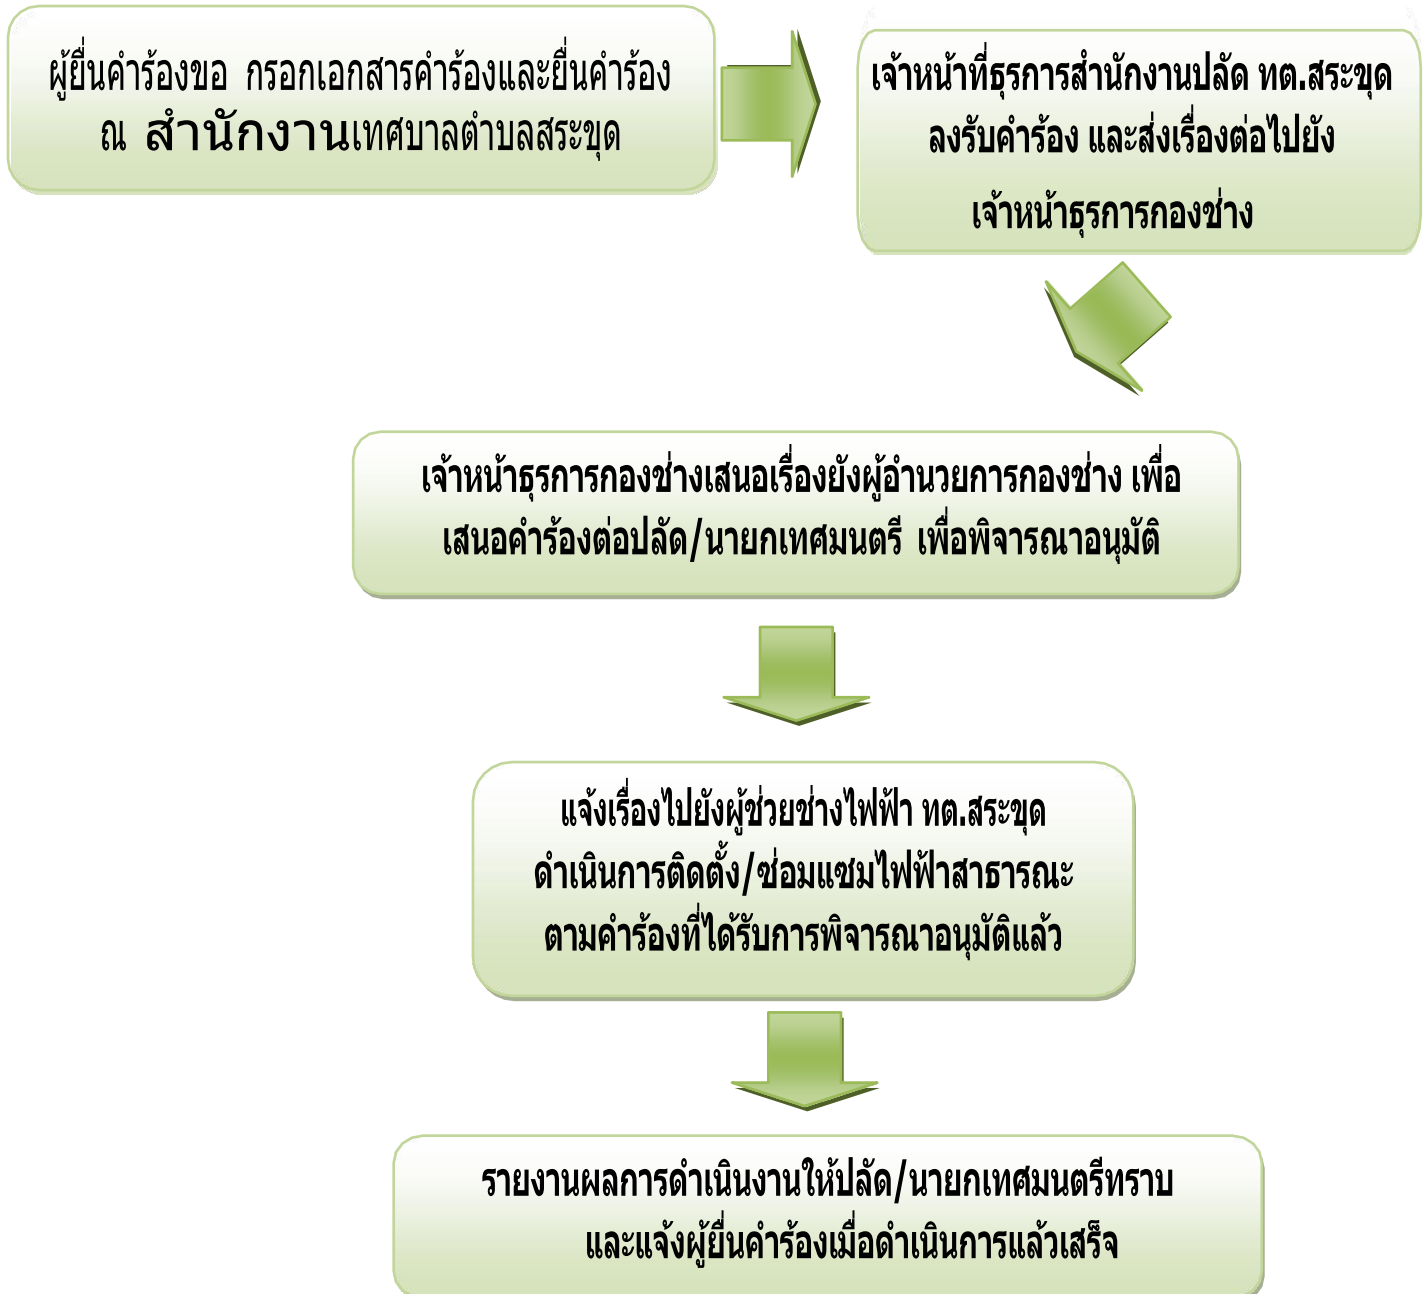 ผู้ยื่นคำร้องขอ กรอกเอกสารคำร้องและยื่นคำร้อง
ณ สำนักงานเทศบาลตำบลสระขุด
เจ้าหน้าที่ธุรการสำนักงานปลัด ทต.สระขุด
ลงรับคำร้อง และส่งเรื่องต่อไปยัง
เจ้าหน้าธุรการกองช่าง
เจ้าหน้าธุรการกองช่างเสนอเรื่องยังผู้อำนวยการกองช่าง เพื่อ
เสนอคำร้องต่อปลัด/นายกเทศมนตรี เพื่อพิจารณาอนุมัติ
แจ้งเรื่องไปยังผู้ช่วยช่างไฟฟ้า ทต.สระขุด
ดำเนินการติดตั้ง/ซ่อมแซมไฟฟ้าสาธารณะ
ตามคำร้องที่ได้รับการพิจารณาอนุมัติแล้ว
รายงานผลการดำเนินงานให้ปลัด/นายกเทศมนตรีทราบ
และแจ้งผู้ยื่นคำร้องเมื่อดำเนินการแล้วเสร็จ